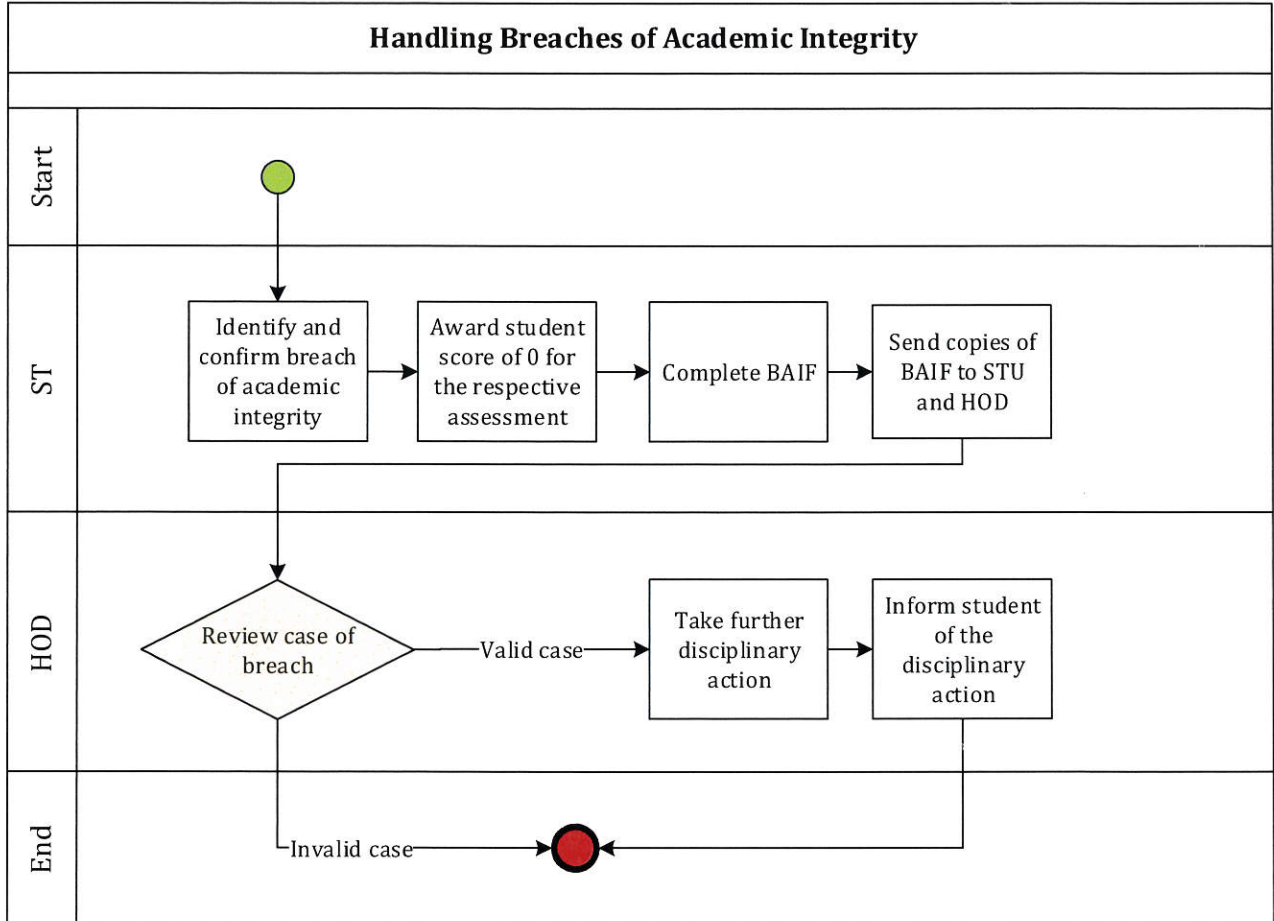 Handling Breaches of Academic Integrity
Start
ST
Identify and
confirm breach
of academic
integrity
Award student
score of 0 for
the respective
assessment
Complete BAIF
Send copies of
BAIF to STU
and HOD
HOD
Review case of
breach
Valid case
Take further
disciplinary
action
Inform student
of the
disciplinary
action
End
Invalid case